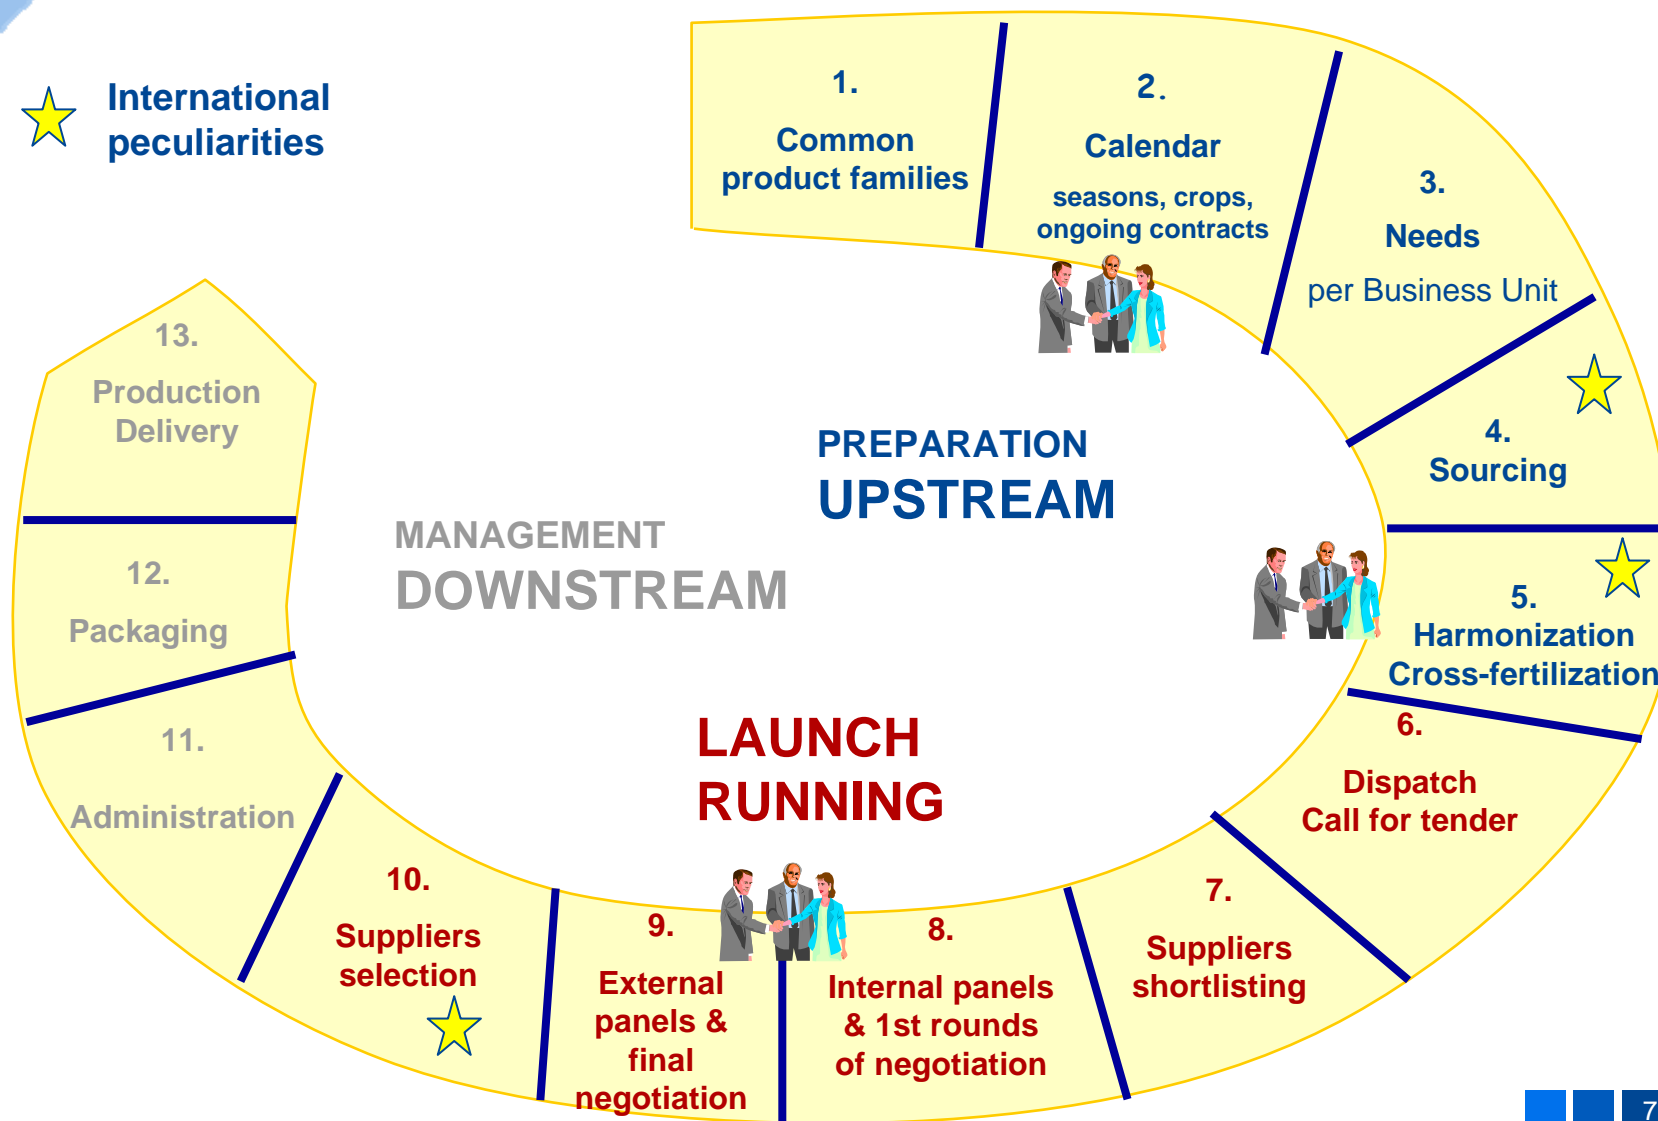 International
peculiarities
1.
Common
product families
2.
Calendar
seasons, crops,
ongoing contracts
3.
Needs
per Business Unit
4.
Sourcing
5.
Harmonization
Cross-fertilization
6.
Dispatch
Call for tender
7.
Suppliers
shortlisting
8.
Internal panels
& 1st rounds
of negotiation
9.
External
panels &
final
negotiation
10.
Suppliers
selection
11.
Administration
12.
Packaging
13.
Production
Delivery
PREPARATION
UPSTREAM
MANAGEMENT
DOWNSTREAM
LAUNCH
RUNNING
7